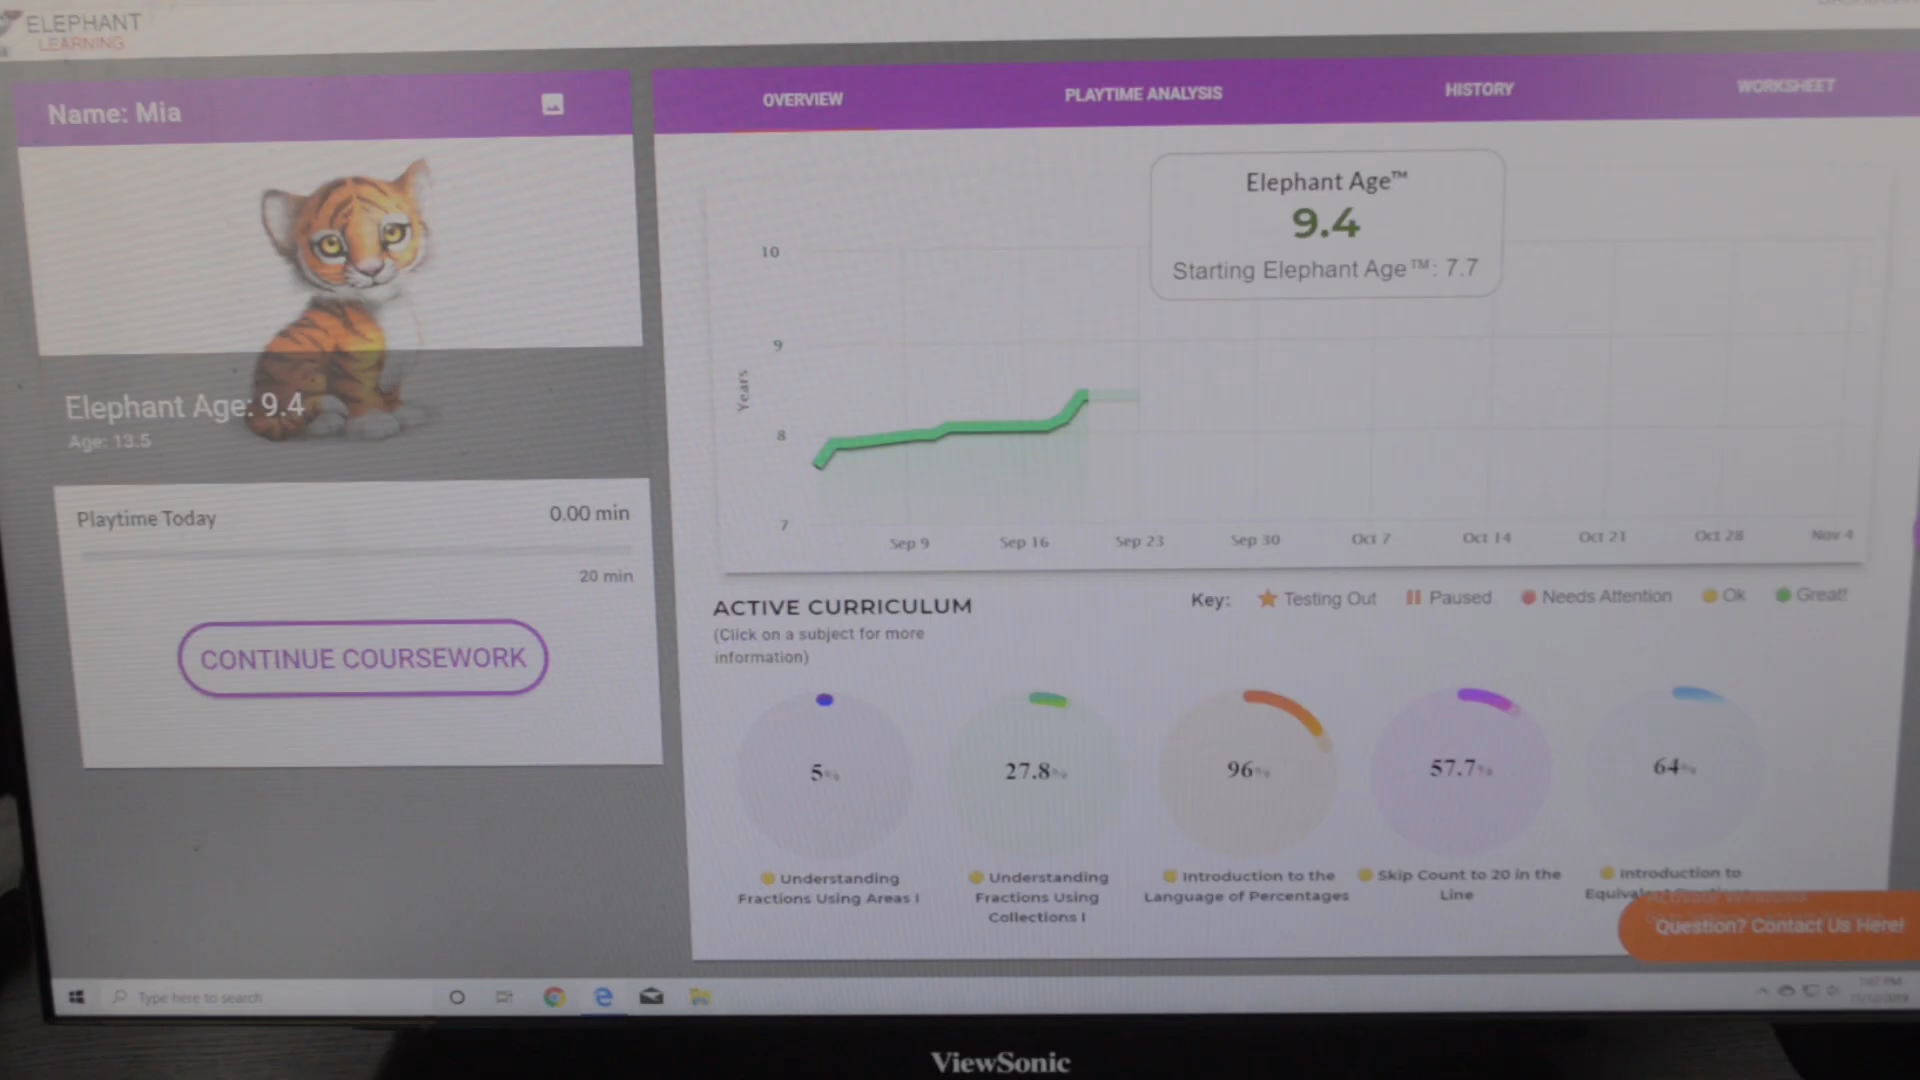 ELEPHANT
LEARNING
Name: Mia
OVERVIEW
PLAYTIME ANALYSIS
HISTORY
WORKSHEET
Elephant Age™
9.4
Starting Elephant Age™: 7.7
Elephant Age: 9.4
Age: 13.5
Playtime Today
0.00 min
20 min
CONTINUE COURSEWORK
Years
10
9
8
7
Sep 9
Sep 16
Sep 23
Sep 30
Oct 7
Oct 14
Oct 21
Oct 28
Nov 4
ACTIVE CURRICULUM
(Click on a subject for more
information)
Key:
Testing Out
Paused
Needs Attention
Ok
Great!
5%
27.8%
96%
57.7%
64%
Understanding
Fractions Using Areas I
Understanding
Fractions Using
Collections I
Introduction to the
Language of Percentages
Skip Count to 20 in the
Line
Introduction to
Question? Contact Us Here!
Type here to search
ViewSonic